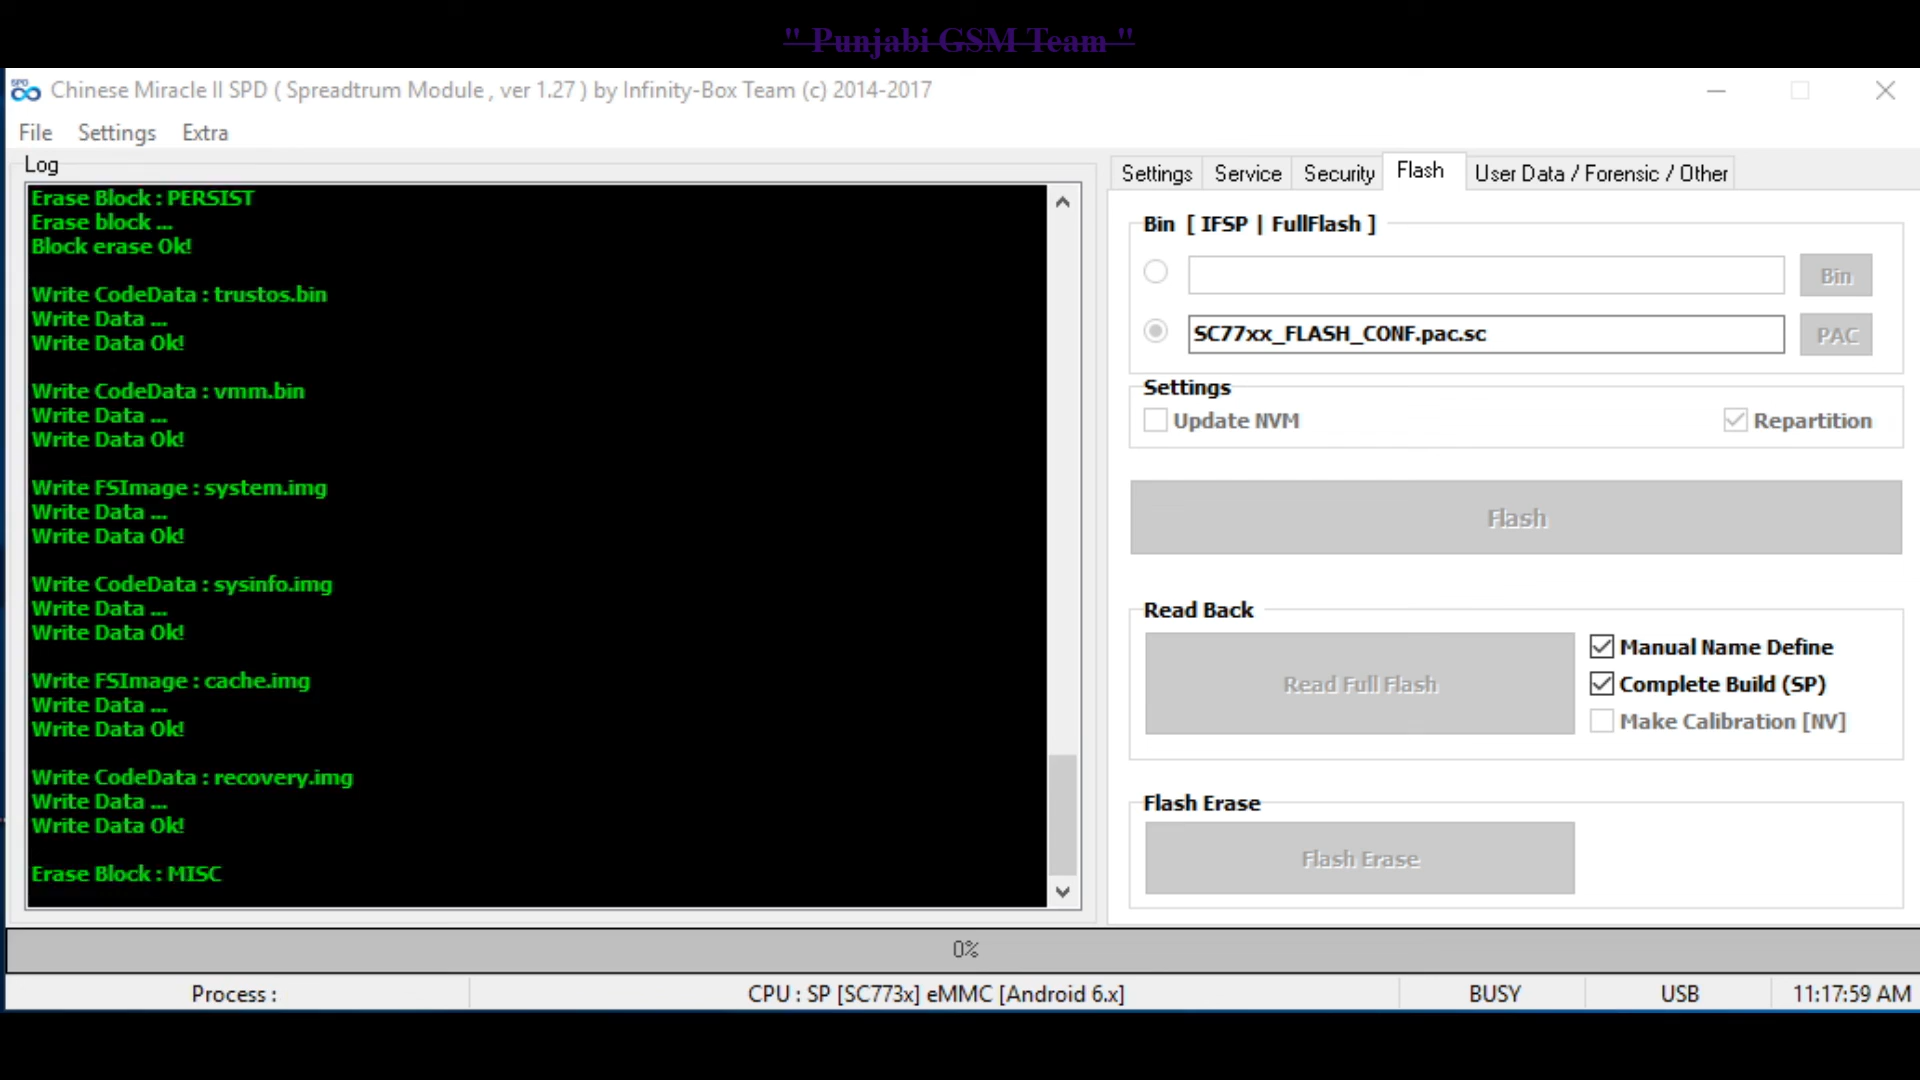 " Punjabi GSM Team "
Chinese Miracle II SPD ( Spreadtrum Module , ver 1.27 ) by Infinity-Box Team (c) 2014-2017
File Settings Extra
Log
Erase Block : PERSIST
Erase block ...
Block erase Ok!
Write CodeData : trustos.bin
Write Data ...
Write Data Ok!
Write CodeData : vmm.bin
Write Data ...
Write Data Ok!
Write FSImage : system.img
Write Data ...
Write Data Ok!
Write CodeData : sysinfo.img
Write Data ...
Write Data Ok!
Write FSImage : cache.img
Write Data ...
Write Data Ok!
Write CodeData : recovery.img
Write Data ...
Write Data Ok!
Erase Block : MISC
Settings Service Security Flash User Data / Forensic / Other
Bin [ IFSP | FullFlash ]
Bin
SC77xx_FLASH_CONF.pac.sc PAC
Settings
Update NVM Repartition
Flash
Read Back
Read Full Flash
Manual Name Define
Complete Build (SP)
Make Calibration [NV]
Flash Erase
Flash Erase
0%
Process : CPU : SP [SC773x] eMMC [Android 6.x] BUSY USB 11:17:59 AM